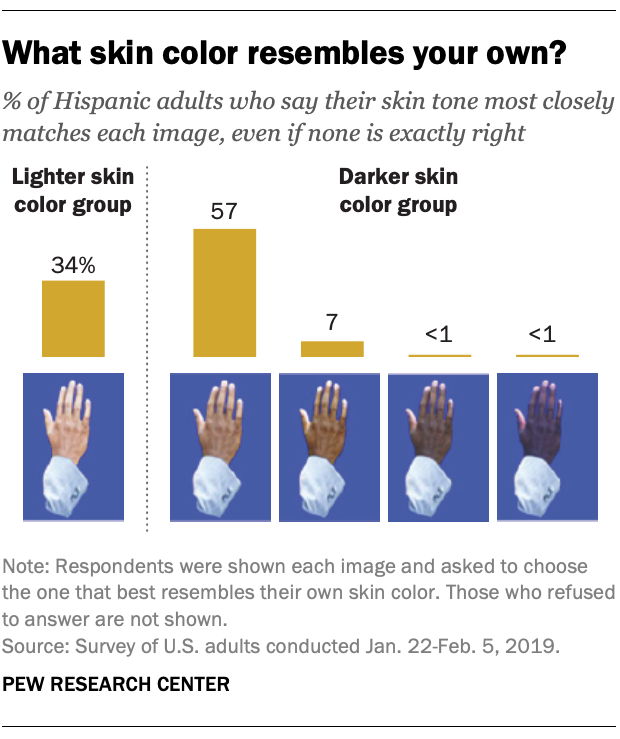 What skin color resembles your own?
% of Hispanic adults who say their skin tone most closely
matches each image, even if none is exactly right
Lighter skin
color group
Darker skin
color group
34%
57
7
<1
<1
Note: Respondents were shown each image and asked to choose
the one that best resembles their own skin color. Those who refused
to answer are not shown.
Source: Survey of U.S. adults conducted Jan. 22-Feb. 5, 2019.
PEW RESEARCH CENTER